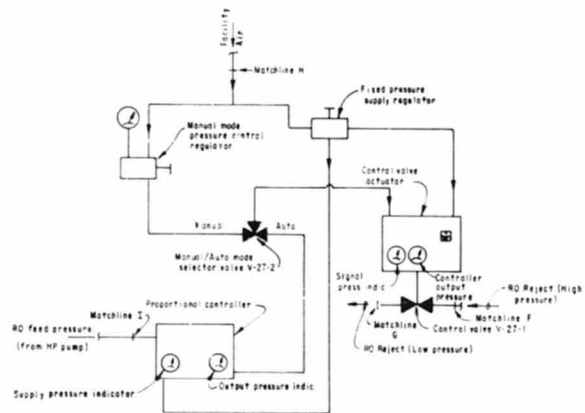 Facility
Air
Matchline H
Fixed pressure
supply regulator
Manual mode
pressure control
regulator
Control valve
actuator
Manual
Auto
Manual/Auto mode
selector valve V-27-2
Signal
press indic
Controller
output
pressure
RO Reject (High
pressure)
Matchline F
Control valve V-27-1
Matchline
G
RO Reject (Low pressure)
Proportional controller
Matchline I
RO feed pressure
(from HP pump)
Supply pressure indicator
Output pressure indic.